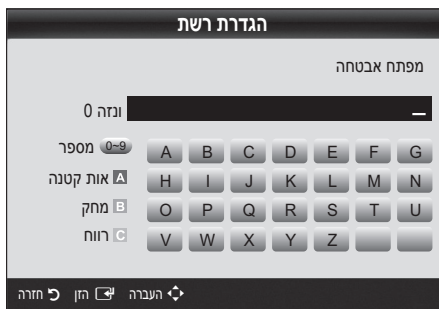 הגדרת רשת
מפתח אבטחה
ונזה 0
0~9 מספר
A B C D E F G
A אות קטנה
H I J K L M N
B מחק
O P Q R S T U
C רווח
V W X Y Z
העברה הזן חזרה